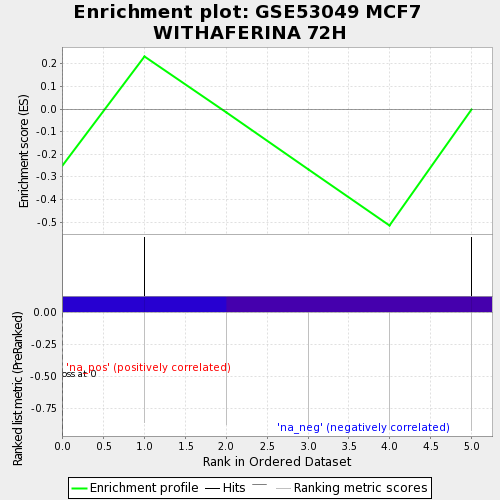 Enrichment plot: GSE53049 MCF7
WITHAFERINA 72H
Enrichment score (ES)
0.2
0.1
0.0
-0.1
-0.2
-0.3
-0.4
-0.5
Ranked list metric (PreRanked)
0.00
-0.25
-0.50
-0.75
'na_pos' (positively correlated)
oss at 0
'na_neg' (negatively correlated)
0.0 0.5 1.0 1.5 2.0 2.5 3.0 3.5 4.0 4.5 5.0
Rank in Ordered Dataset
Enrichment profile Hits Ranking metric scores